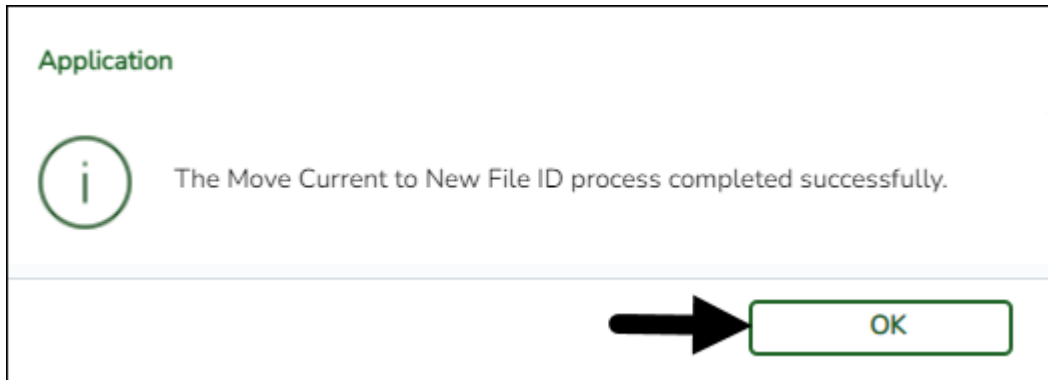 Application
The Move Current to New File ID process completed successfully.
OK